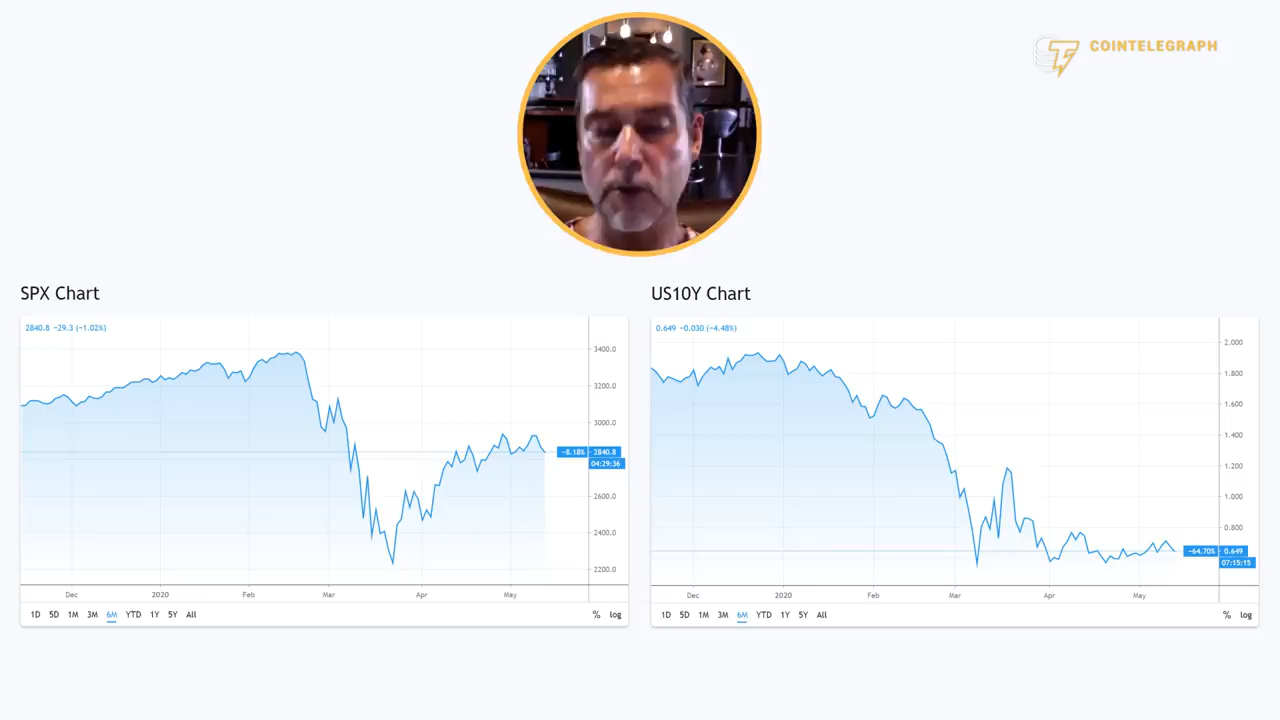 COINTELEGRAPH
SPX Chart
2840.8 −29.3 (−1.02%)
3400.0
3200.0
3000.0
−8.18% 2840.8
04:29:36
2600.0
2400.0
2200.0
Dec 2020 Feb Mar Apr May
1D 5D 1M 3M 6M YTD 1Y 5Y All % log
US10Y Chart
0.649 −0.030 (−4.48%)
2.000
1.800
1.600
1.400
1.200
1.000
0.800
−64.70% 0.649
07:15:15
Dec 2020 Feb Mar Apr May
1D 5D 1M 3M 6M YTD 1Y 5Y All % log